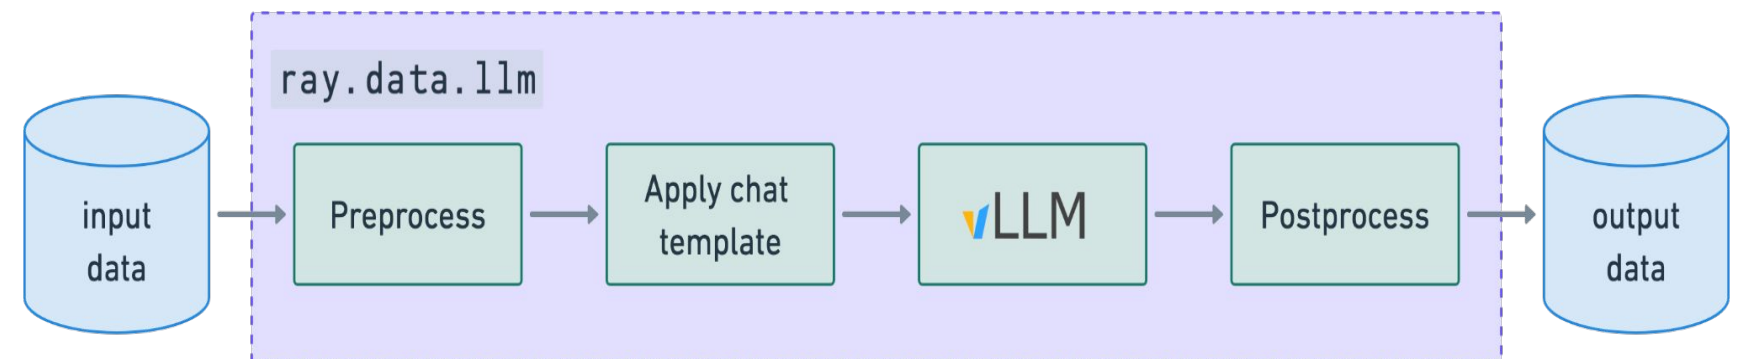 ray.data.llm
input
data
Preprocess
Apply chat
template
vLLM
Postprocess
output
data